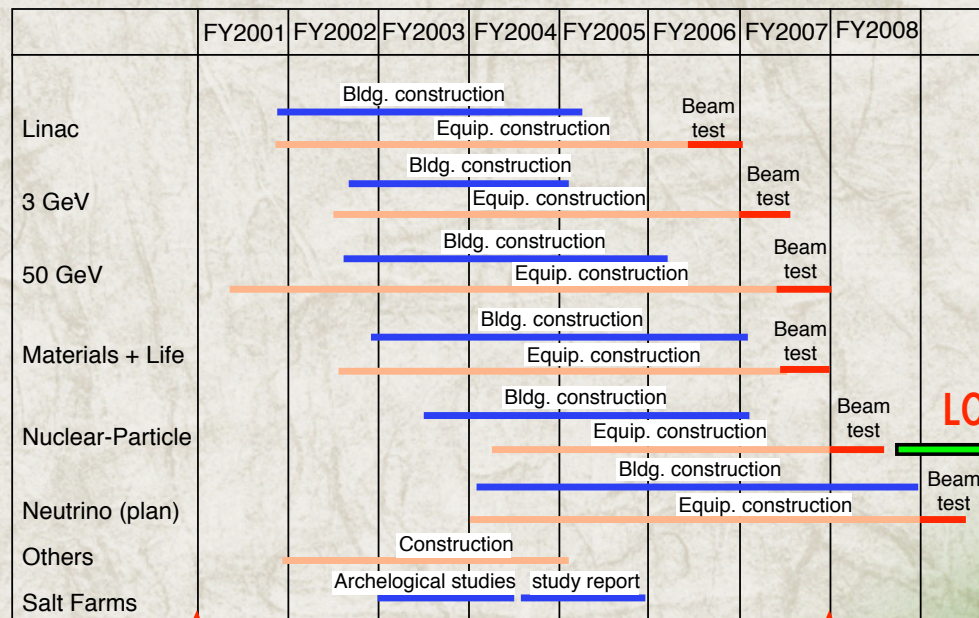 FY2001 FY2002 FY2003 FY2004 FY2005 FY2006 FY2007 FY2008
Linac
Bldg. construction
Equip. construction
Beam
test
3 GeV
Bldg. construction
Equip. construction
Beam
test
50 GeV
Bldg. construction
Equip. construction
Beam
test
Materials + Life
Bldg. construction
Equip. construction
Beam
test
Nuclear-Particle
Bldg. construction
Equip. construction
Beam
test
Neutrino (plan)
Bldg. construction
Equip. construction
Beam
test
Others
Construction
Salt Farms
Archelogical studies study report